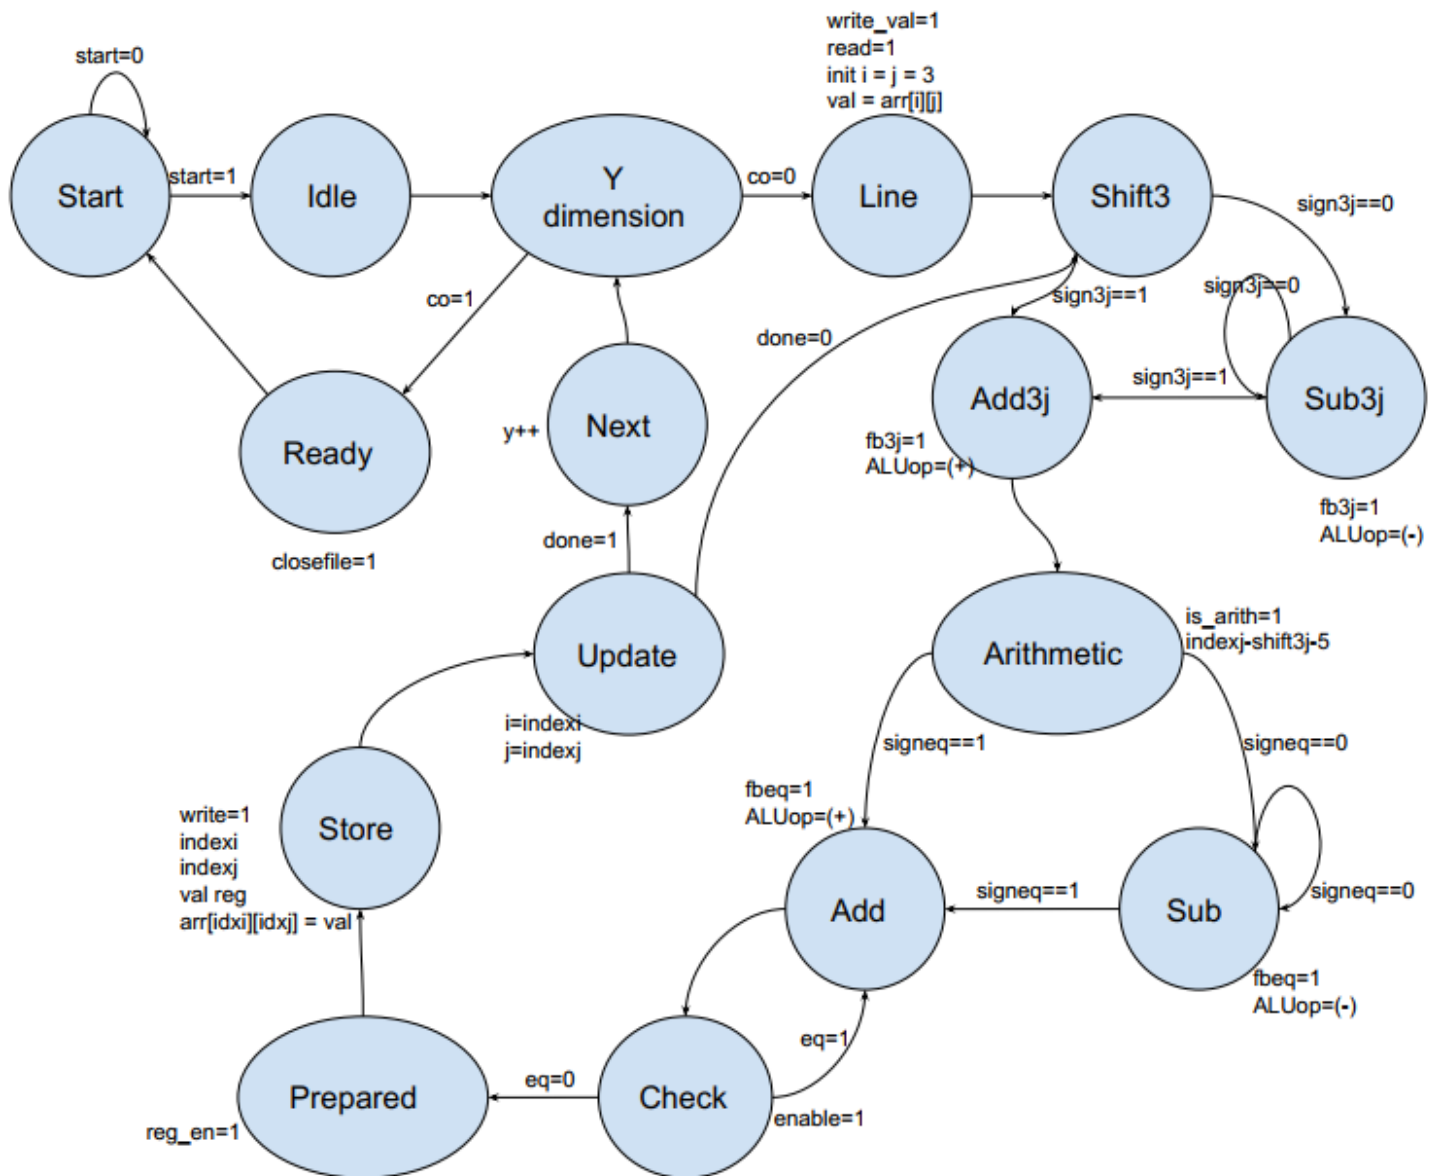 write_val=1
read=1
init i = j = 3
val = arr[i][j]
start=0
Start
start=1
Idle
Y
dimension
co=0
Line
Shift3
sign3j==0
co=1
sign3j==1
sign3j==0
done=0
Add3j
sign3j==1
Sub3j
Ready
y++
Next
fb3j=1
ALUop=(+)
fb3j=1
ALUop=(-)
closefile=1
done=1
Update
i=indexi
j=indexj
Arithmetic
is_arith=1
indexj-shift3j-5
signeq==1
signeq==0
write=1
indexi
indexj
val reg
arr[idxi][idxj] = val
Store
fbeq=1
ALUop=(+)
Add
signeq==1
Sub
signeq==0
fbeq=1
ALUop=(-)
eq=1
Prepared
eq=0
Check
enable=1
reg_en=1